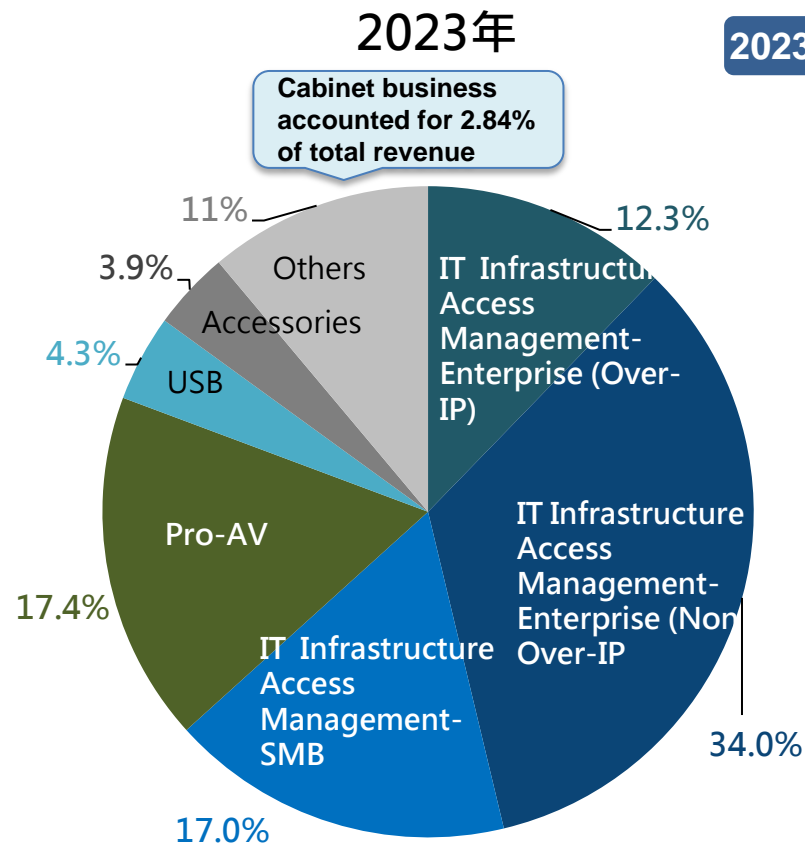 2023年
2023
Cabinet business
accounted for 2.84%
of total revenue
11%
12.3%
3.9%
Others
IT Infrastructu
Access
Management-
Enterprise (Over-
IP)
Accessories
4.3%
USB
IT Infrastructure
Access
Management-
Enterprise (Non
Over-IP
Pro-AV
17.4%
IT Infrastructure
Access
Management-
SMB
34.0%
17.0%